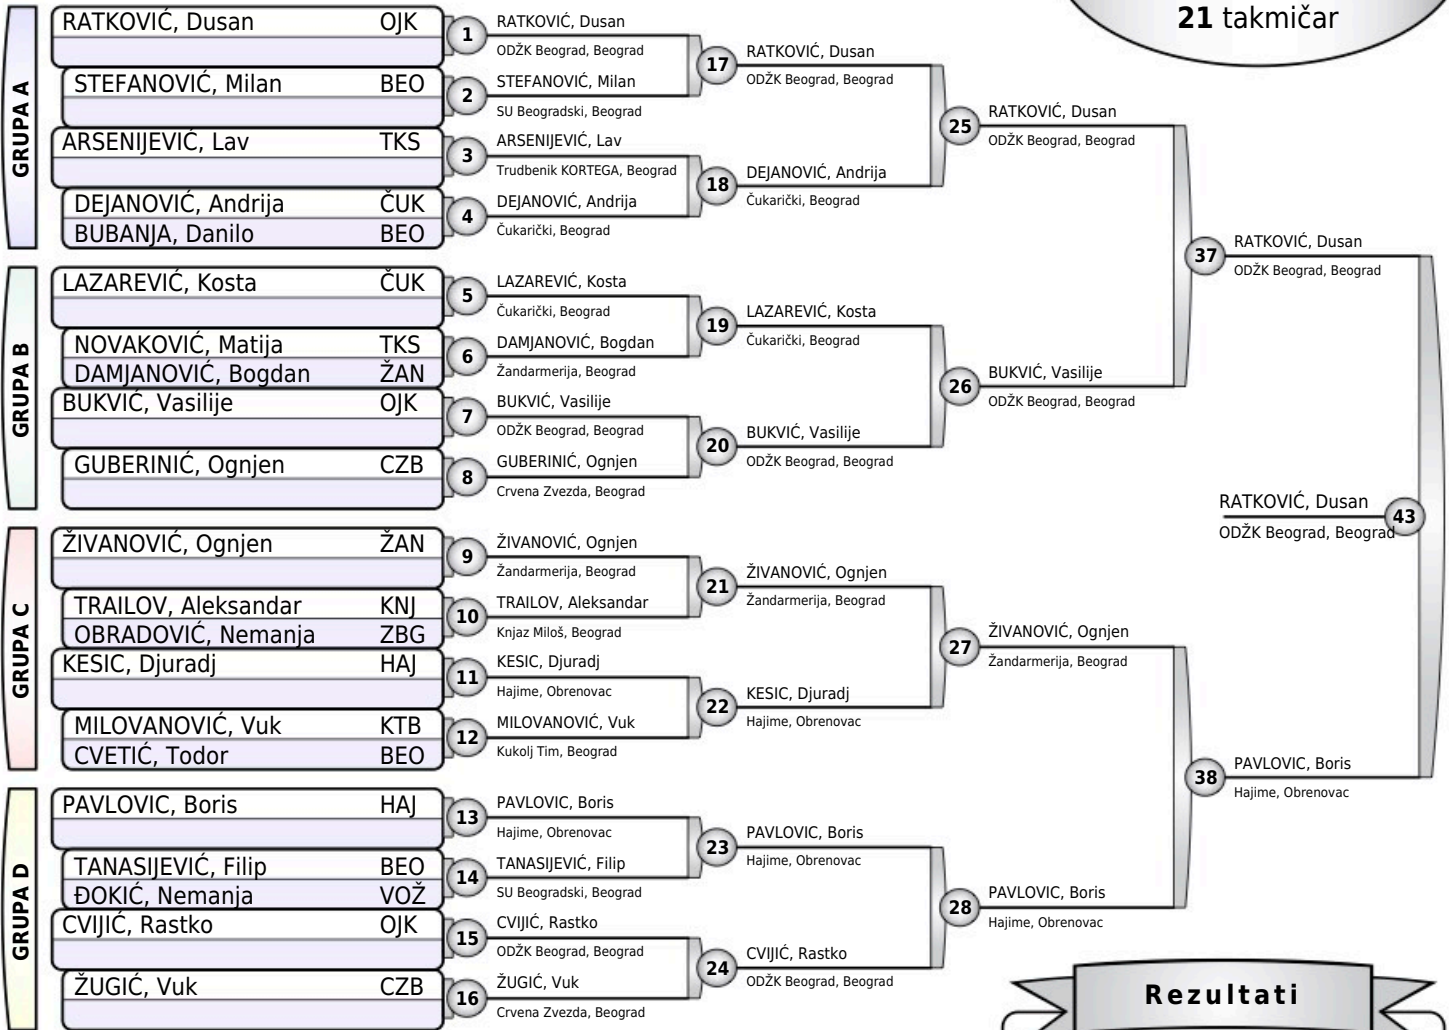 21 takmičar
GRUPA A
RATKOVIĆ, Dusan OJK
STEFANOVIĆ, Milan BEO
ARSENIJEVIĆ, Lav TKS
DEJANOVIĆ, Andrija ČUK
BUBANJA, Danilo BEO
GRUPA B
LAZAREVIĆ, Kosta ČUK
NOVAKOVIĆ, Matija TKS
DAMJANOVIĆ, Bogdan ŽAN
BUKVIĆ, Vasilije OJK
GUBERINIĆ, Ognjen CZB
GRUPA C
ŽIVANOVIĆ, Ognjen ŽAN
TRAILOV, Aleksandar KNJ
OBRADOVIĆ, Nemanja ZBG
KESIC, Djuradj HAJ
MILOVANOVIĆ, Vuk KTB
CVETIĆ, Todor BEO
GRUPA D
PAVLOVIC, Boris HAJ
TANASIJEVIĆ, Filip BEO
ĐOKIĆ, Nemanja VOŽ
CVIJIĆ, Rastko OJK
ŽUGIĆ, Vuk CZB
1
RATKOVIĆ, Dusan
ODŽK Beograd, Beograd
2
STEFANOVIĆ, Milan
SU Beogradski, Beograd
3
ARSENIJEVIĆ, Lav
Trudbenik KORTEGA, Beograd
4
DEJANOVIĆ, Andrija
Čukarički, Beograd
5
LAZAREVIĆ, Kosta
Čukarički, Beograd
6
DAMJANOVIĆ, Bogdan
Žandarmerija, Beograd
7
BUKVIĆ, Vasilije
ODŽK Beograd, Beograd
8
GUBERINIĆ, Ognjen
Crvena Zvezda, Beograd
9
ŽIVANOVIĆ, Ognjen
Žandarmerija, Beograd
10
TRAILOV, Aleksandar
Knjaz Miloš, Beograd
11
KESIC, Djuradj
Hajime, Obrenovac
12
MILOVANOVIĆ, Vuk
Kukolj Tim, Beograd
13
PAVLOVIC, Boris
Hajime, Obrenovac
14
TANASIJEVIĆ, Filip
SU Beogradski, Beograd
15
CVIJIĆ, Rastko
ODŽK Beograd, Beograd
16
ŽUGIĆ, Vuk
Crvena Zvezda, Beograd
17
RATKOVIĆ, Dusan
ODŽK Beograd, Beograd
18
DEJANOVIĆ, Andrija
Čukarički, Beograd
19
LAZAREVIĆ, Kosta
Čukarički, Beograd
20
BUKVIĆ, Vasilije
ODŽK Beograd, Beograd
21
ŽIVANOVIĆ, Ognjen
Žandarmerija, Beograd
22
KESIC, Djuradj
Hajime, Obrenovac
23
PAVLOVIC, Boris
Hajime, Obrenovac
24
CVIJIĆ, Rastko
ODŽK Beograd, Beograd
25
RATKOVIĆ, Dusan
ODŽK Beograd, Beograd
26
BUKVIĆ, Vasilije
ODŽK Beograd, Beograd
27
ŽIVANOVIĆ, Ognjen
Žandarmerija, Beograd
28
PAVLOVIC, Boris
Hajime, Obrenovac
37
RATKOVIĆ, Dusan
ODŽK Beograd, Beograd
38
PAVLOVIC, Boris
Hajime, Obrenovac
RATKOVIĆ, Dusan
43
ODŽK Beograd, Beograd
Rezultati